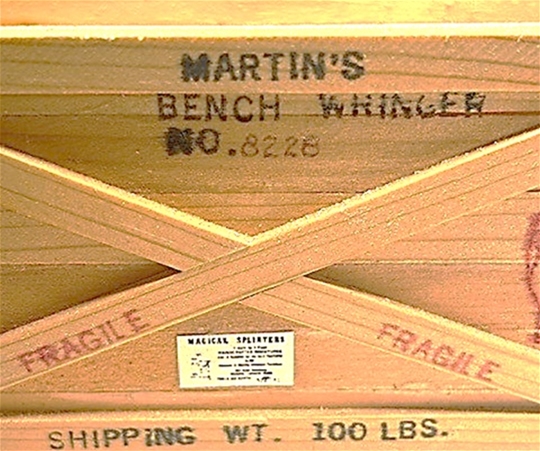 MARTIN'S
BENCH WRINGER
NO. 8228
FRAGILE
FRAGILE
MAGICAL SPLINTERS
SHIPPING WT. 100 LBS.